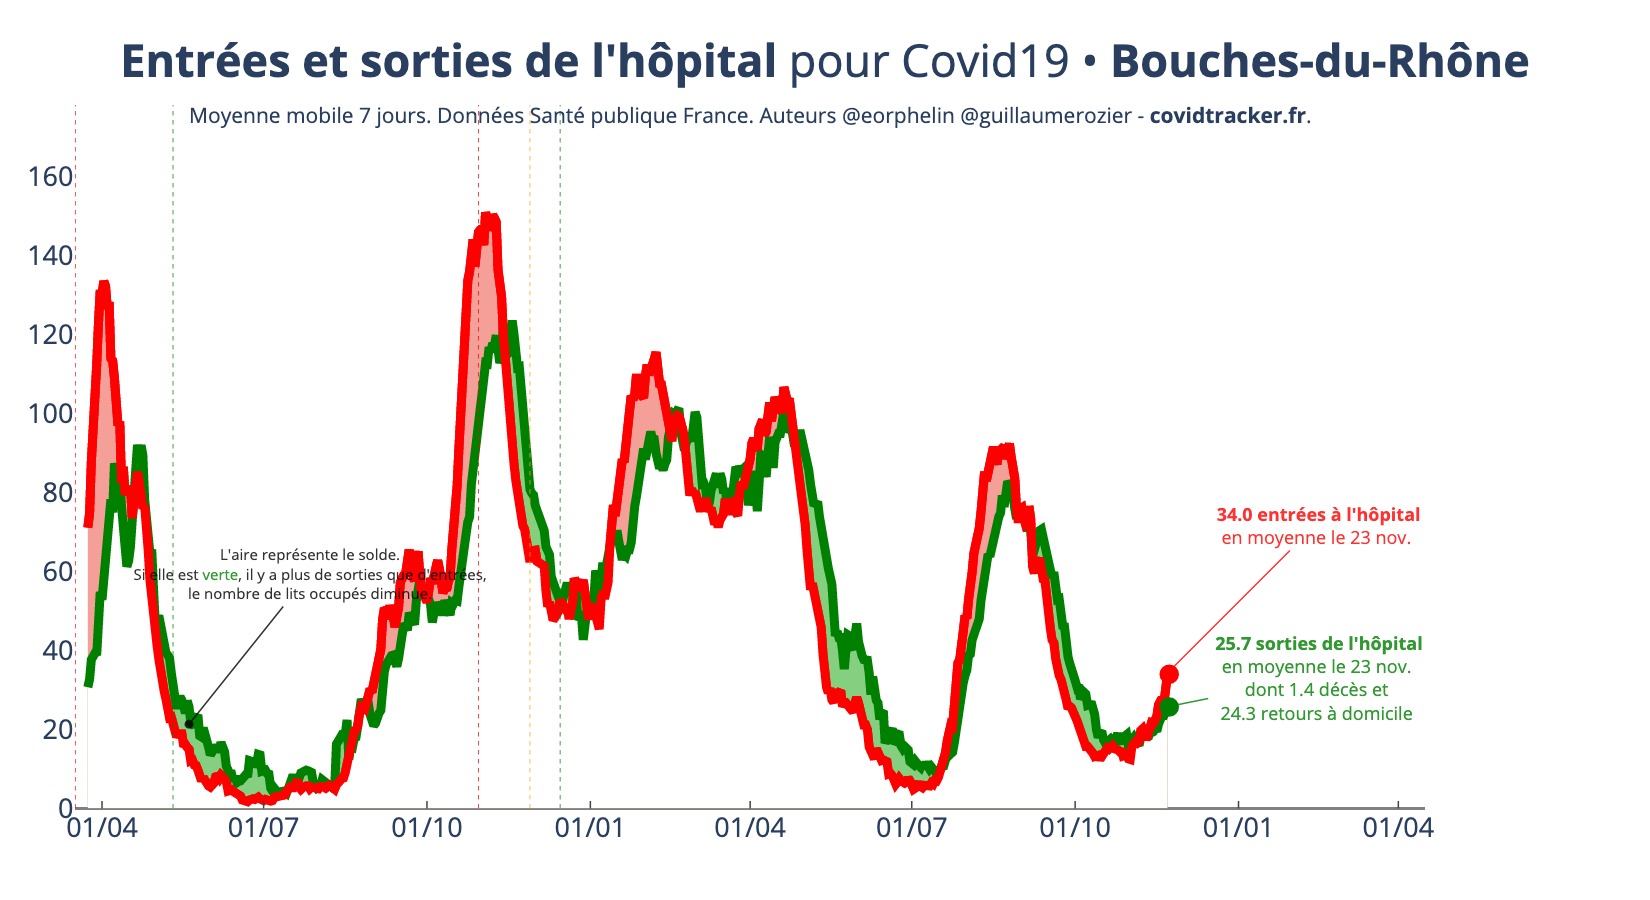 Entrées et sorties de l'hôpital pour Covid19 • Bouches-du-Rhône
Moyenne mobile 7 jours. Données Santé publique France. Auteurs @eorphelin @guillaumerozier - covidtracker.fr.
160
140
120
100
80
60
40
20
0
L'aire représente le solde.
Si elle est verte, il y a plus de sorties que d'entrées,
le nombre de lits occupés diminue.
34.0 entrées à l'hôpital
en moyenne le 23 nov.
25.7 sorties de l'hôpital
en moyenne le 23 nov.
dont 1.4 décès et
24.3 retours à domicile
01/04 01/07 01/10 01/01 01/04 01/07 01/10 01/01 01/04